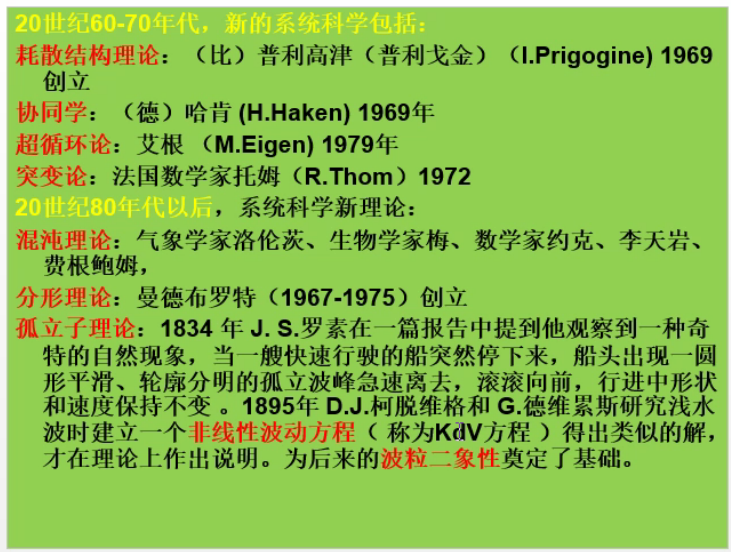 20世纪60-70年代，新的系统科学包括：
耗散结构理论：（比）普利高津（普利戈金）（I.Prigogine) 1969
创立
协同学：（德）哈肯 (H.Haken) 1969年
超循环论：艾根 （M.Eigen) 1979年
突变论：法国数学家托姆（R.Thom）1972
20世纪80年代以后，系统科学新理论：
混沌理论：气象学家洛伦茨、生物学家梅、数学家约克、李天岩、
费根鲍姆，
分形理论：曼德布罗特（1967-1975）创立
孤立子理论：1834 年 J. S.罗素在一篇报告中提到他观察到一种奇
特的自然现象，当一艘快速行驶的船突然停下来，船头出现一圆
形平滑、轮廓分明的孤立波峰急速离去，滚滚向前，行进中形状
和速度保持不变 。1895年 D.J.柯脱维格和 G.德维累斯研究浅水
波时建立一个非线性波动方程（ 称为KdV方程 ）得出类似的解，
才在理论上作出说明。为后来的波粒二象性奠定了基础。